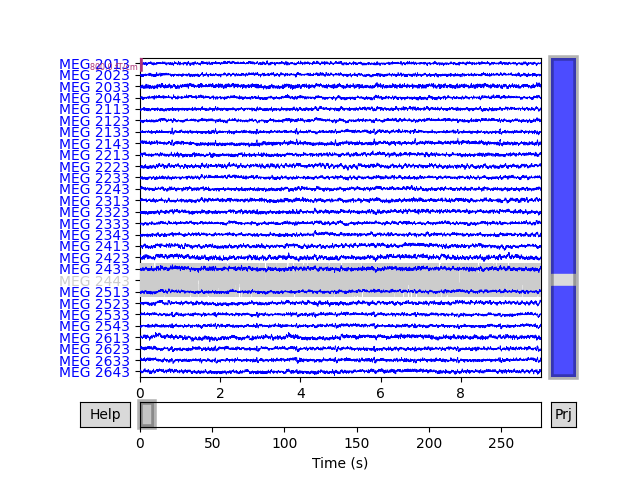 MEG 2013
MEG 2023
MEG 2033
MEG 2043
MEG 2113
MEG 2123
MEG 2133
MEG 2143
MEG 2213
MEG 2223
MEG 2233
MEG 2243
MEG 2313
MEG 2323
MEG 2333
MEG 2343
MEG 2413
MEG 2423
MEG 2433
MEG 2443
MEG 2513
MEG 2523
MEG 2533
MEG 2543
MEG 2613
MEG 2623
MEG 2633
MEG 2643
0 2 4 6 8
Help Prj
0 50 100 150 200 250
Time (s)